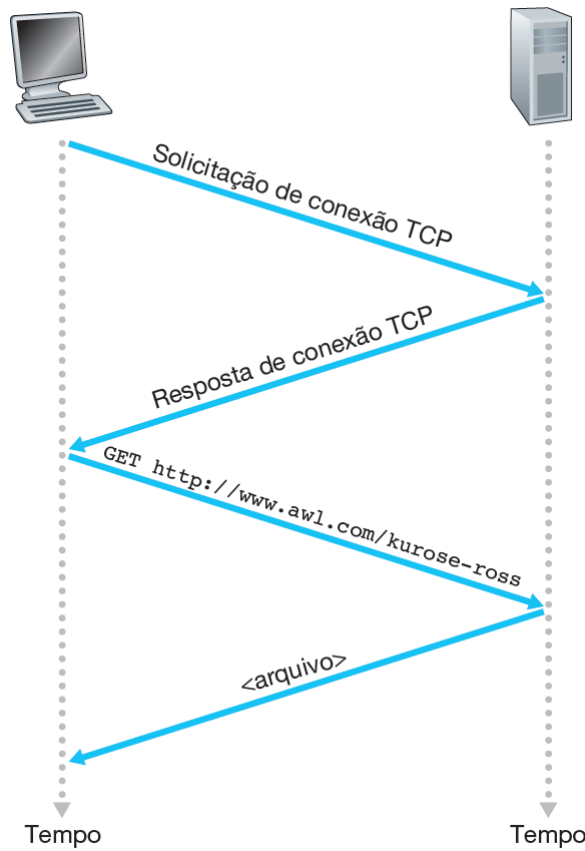 Solicitação de conexão TCP
Resposta de conexão TCP
GET http://www.awl.com/kurose-ross
<arquivo>
Tempo
Tempo